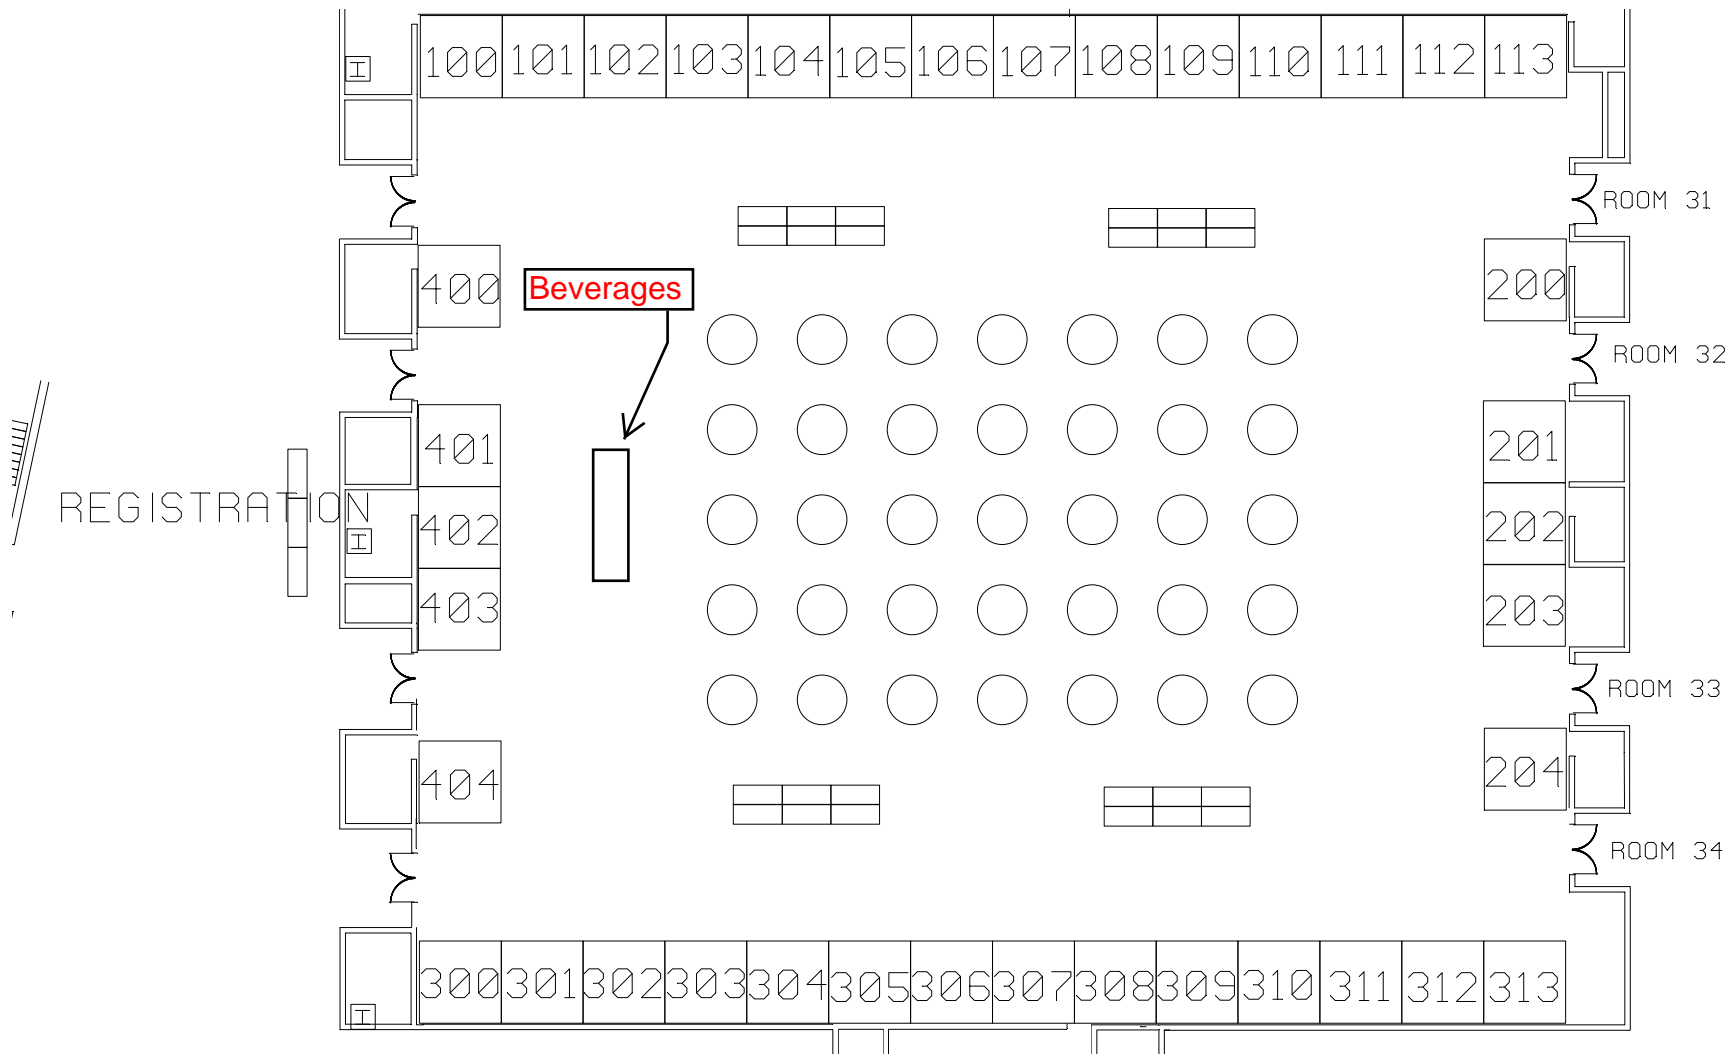 100 101 102 103 104 105 106 107 108 109 110 111 112 113
ROOM 31
400
Beverages
200
ROOM 32
401
201
REGISTRATION
402
202
403
203
ROOM 33
404
204
ROOM 34
300 301 302 303 304 305 306 307 308 309 310 311 312 313